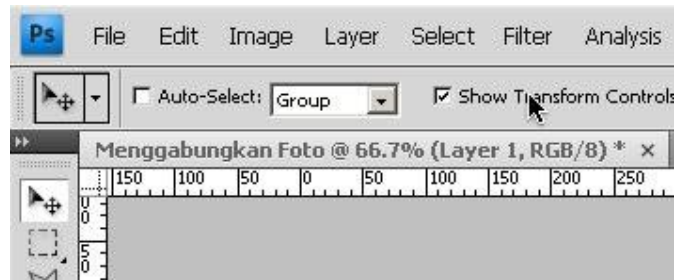 Ps File Edit Image Layer Select Filter Analysis
Auto-Select: Group Show Transform Controls
Menggabungkan Foto @ 66.7% (Layer 1, RGB/8) * ×
150 100 50 0 50 100 150 200 250
0
0
5
0